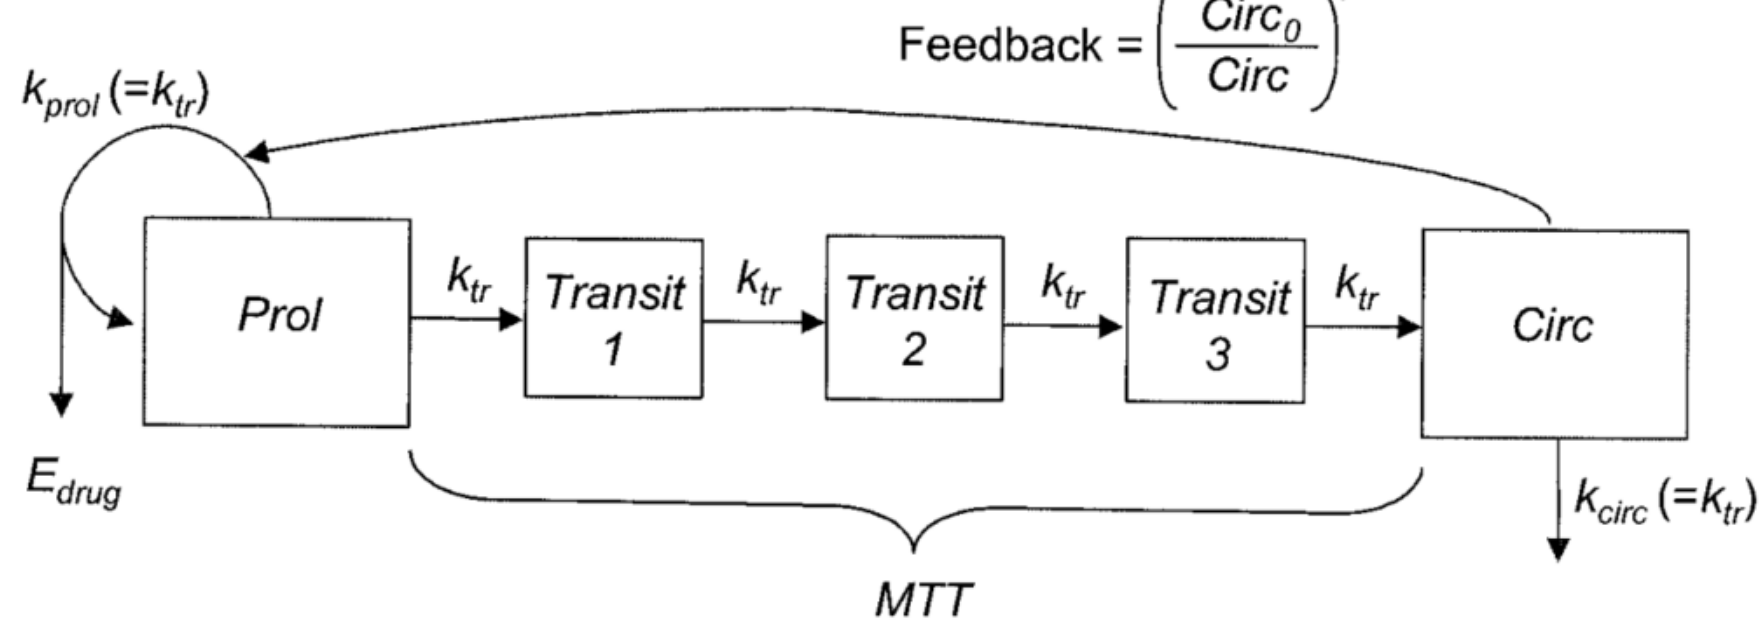 Feedback = (Circ0 / Circ)
kprol (=ktr)
Prol
ktr
Transit
1
ktr
Transit
2
ktr
Transit
3
ktr
Circ
Edrug
kcirc (=ktr)
MTT